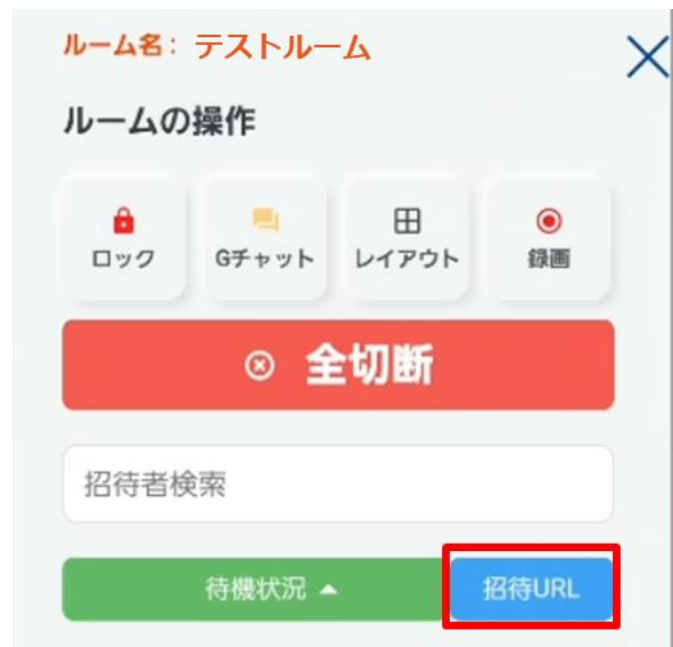 ルーム名： テストルーム
ルームの操作
ロック Gチャット レイアウト 録画
全切断
招待者検索
待機状況 招待URL